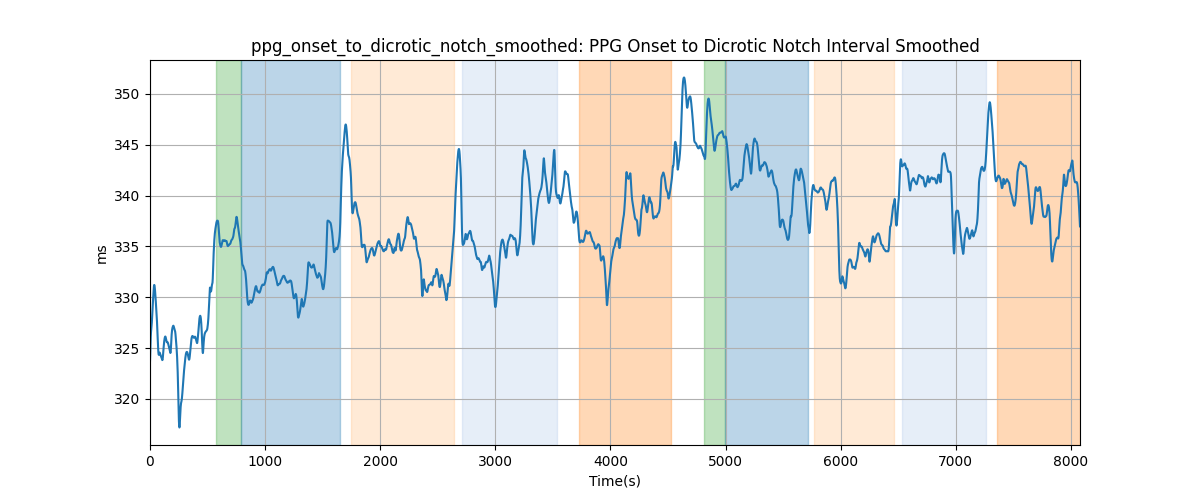 ppg_onset_to_dicrotic_notch_smoothed: PPG Onset to Dicrotic Notch Interval Smoothed
350
345
340
335
330
325
320
ms
0 1000 2000 3000 4000 5000 6000 7000 8000
Time(s)